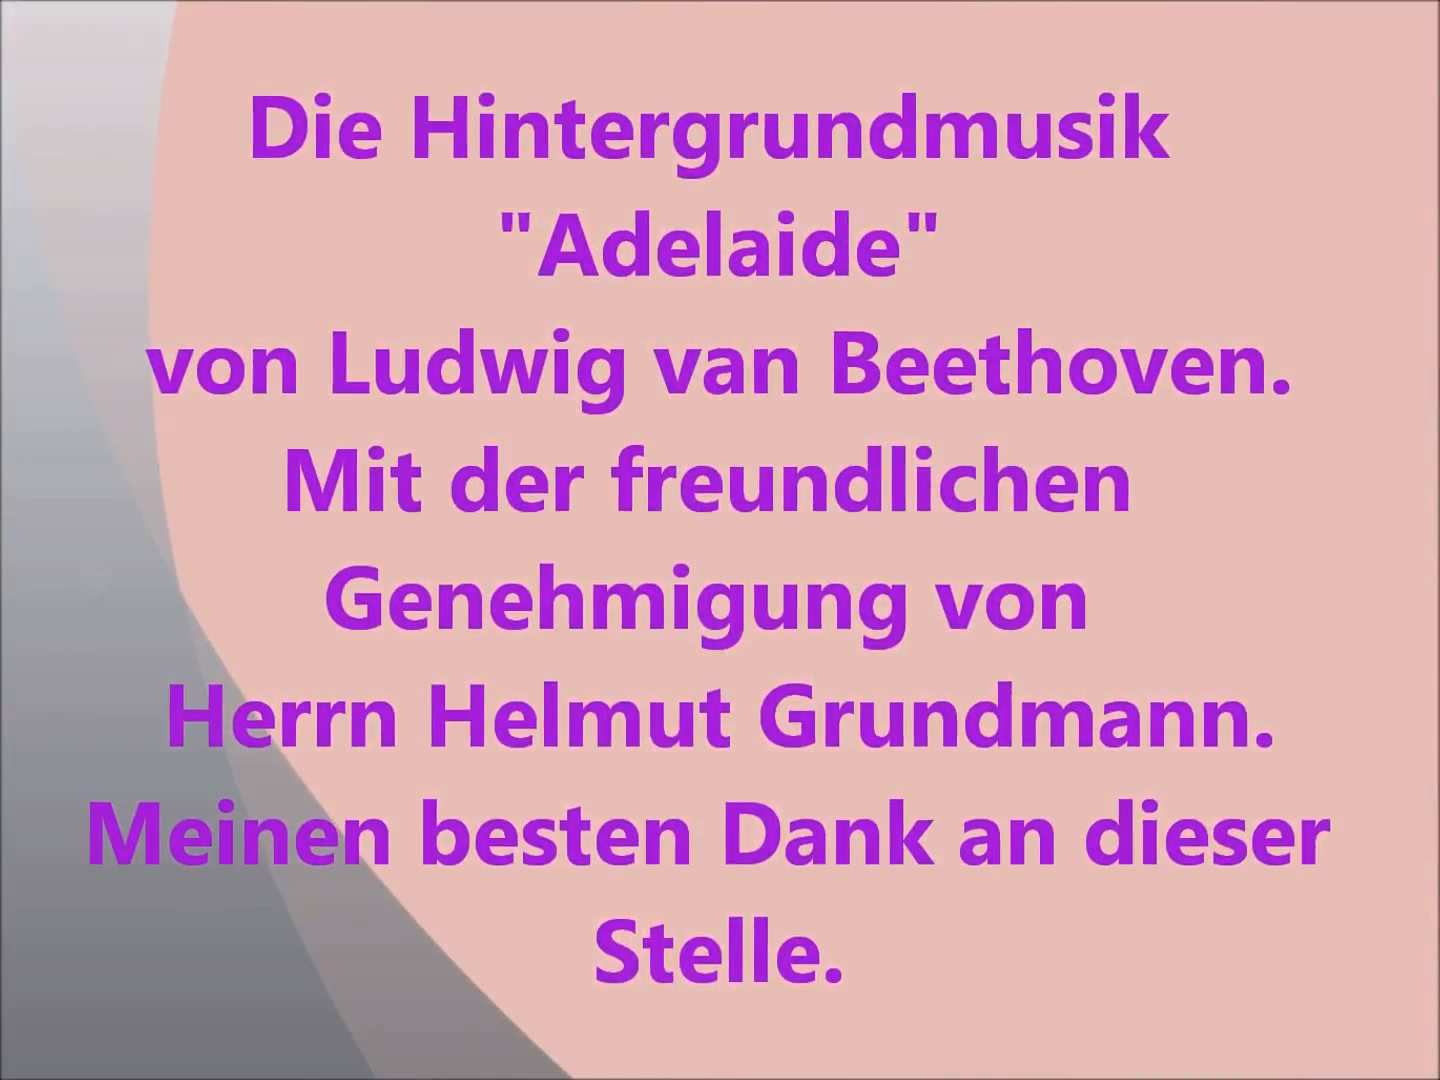 Die Hintergrundmusik
"Adelaide"
von Ludwig van Beethoven.
Mit der freundlichen
Genehmigung von
Herrn Helmut Grundmann.
Meinen besten Dank an dieser
Stelle.